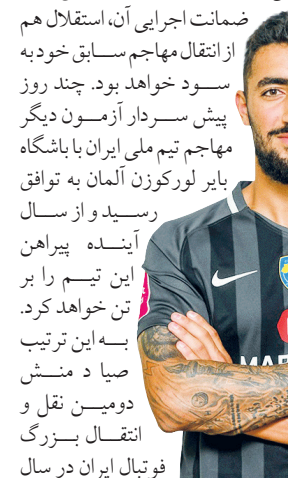 ضمانت اجرایی آن، استقلال هم
از انتقال مهاجم سابق خود به
سود خواهد بود. چند روز
پیش سردار آزمون دیگر
مهاجم تیم ملی ایران با باشگاه
بایر لورکوزن آلمان به توافق
رسید و از سال
آینده پیراهن
این تیم را بر
تن خواهد کرد.
به این ترتیب
صیا د منش
دومین نقل و
انتقال بزرگ
فوتبال ایران در سال